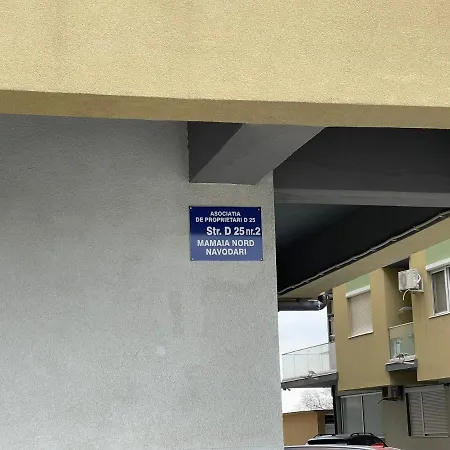 ASOCIATIA
DE PROPRIETARI D 25
Str. D 25 nr.2
MAMAIA NORD
NAVODARI